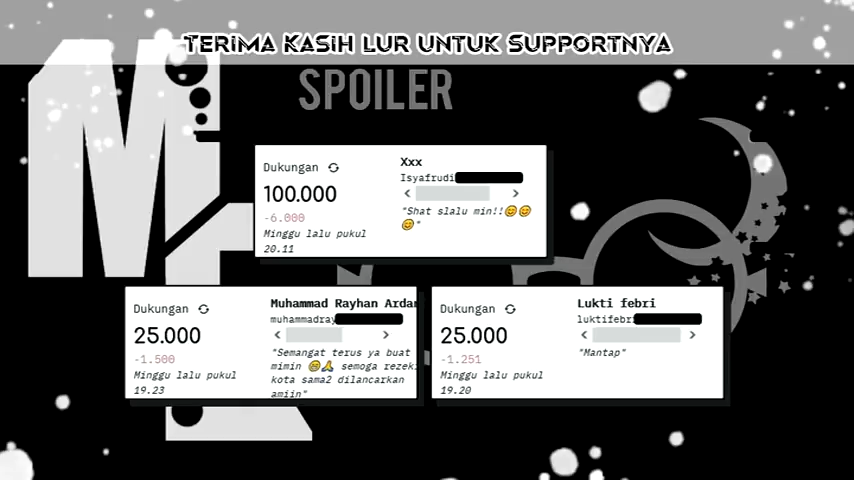 TERIMA KASIH LUR UNTUK SUPPORTNYA
SPOILER
Dukungan
100.000
-6.000
Minggu lalu pukul
20.11
Xxx
Isyafrudi
"Shat slalu min!!😊😊
😊"
Dukungan
25.000
-1.500
Minggu lalu pukul
19.23
Muhammad Rayhan Ardan
muhammadray
"Semangat terus ya buat
mimin 😄🙏 semoga rezeki
kota sama2 dilancarkan
amiin"
Dukungan
25.000
-1.251
Minggu lalu pukul
19.20
Lukti febri
luktifebri
"Mantap"